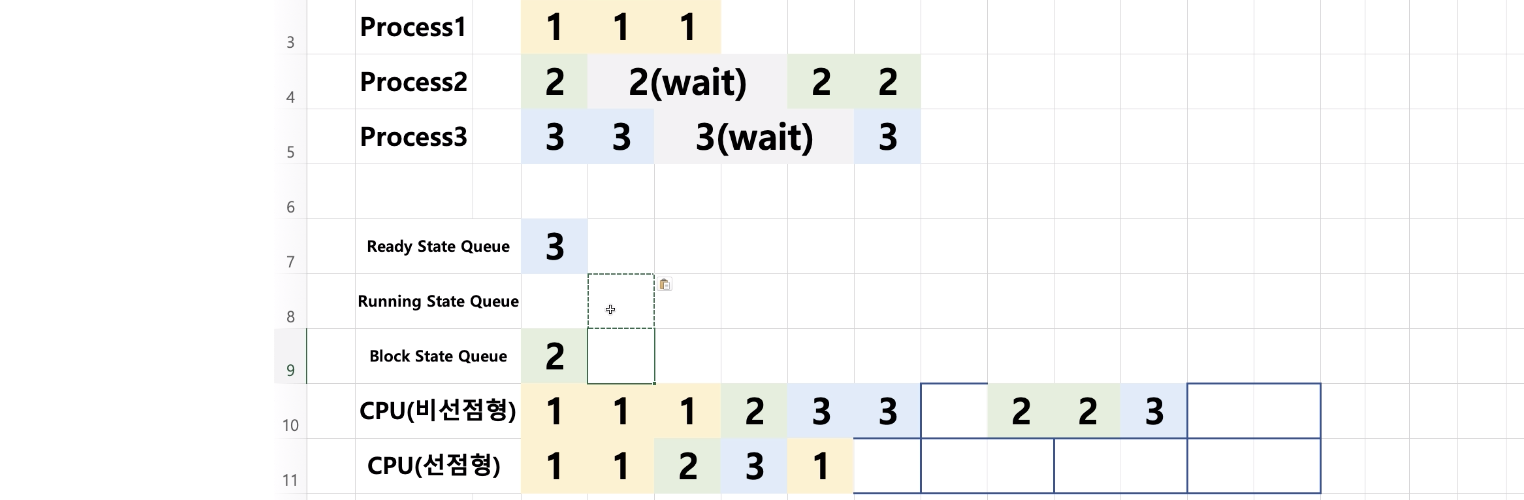 3 Process1 1 1 1
4 Process2 2 2(wait) 2 2
5 Process3 3 3 3(wait) 3
6
7 Ready State Queue 3
8 Running State Queue
9 Block State Queue 2
10 CPU(비선점형) 1 1 1 2 3 3 2 2 3
11 CPU(선점형) 1 1 2 3 1